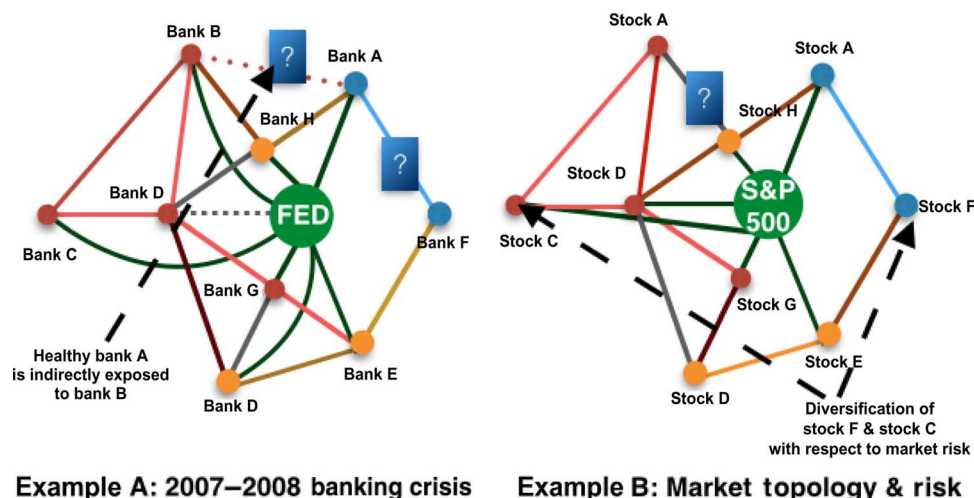 Bank B
?
Bank A
Bank H
?
Bank D
FED
Bank C
Bank F
Bank G
Healthy bank A
is indirectly exposed
to bank B
Bank E
Bank D
Example A: 2007–2008 banking crisis
Stock A
Stock A
?
Stock H
Stock D
S&P
500
Stock F
Stock C
Stock G
Stock E
Stock D
Diversification of
stock F & stock C
with respect to market risk
Example B: Market topology & risk